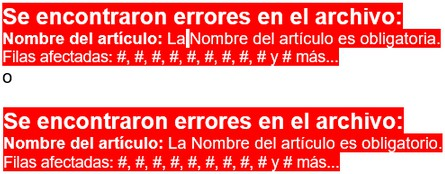 Se encontraron errores en el archivo:
Nombre del artículo: La Nombre del artículo es obligatoria.
Filas afectadas: #, #, #, #, #, #, #, #, # y # más...
o
Se encontraron errores en el archivo:
Nombre del artículo: La Nombre del artículo es obligatorio.
Filas afectadas: #, #, #, #, #, #, #, #, # y # más...